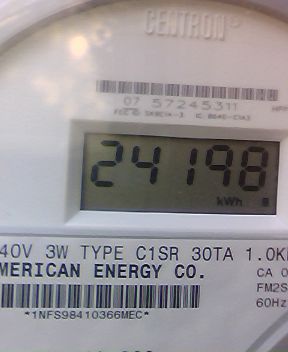 CENTRON
07 57245311
24198
kWh
40V 3W TYPE C1SR 30TA 1.0K
MERICAN ENERGY CO.
CA 0
FM2S
60Hz
*1NFS98410366MEC*